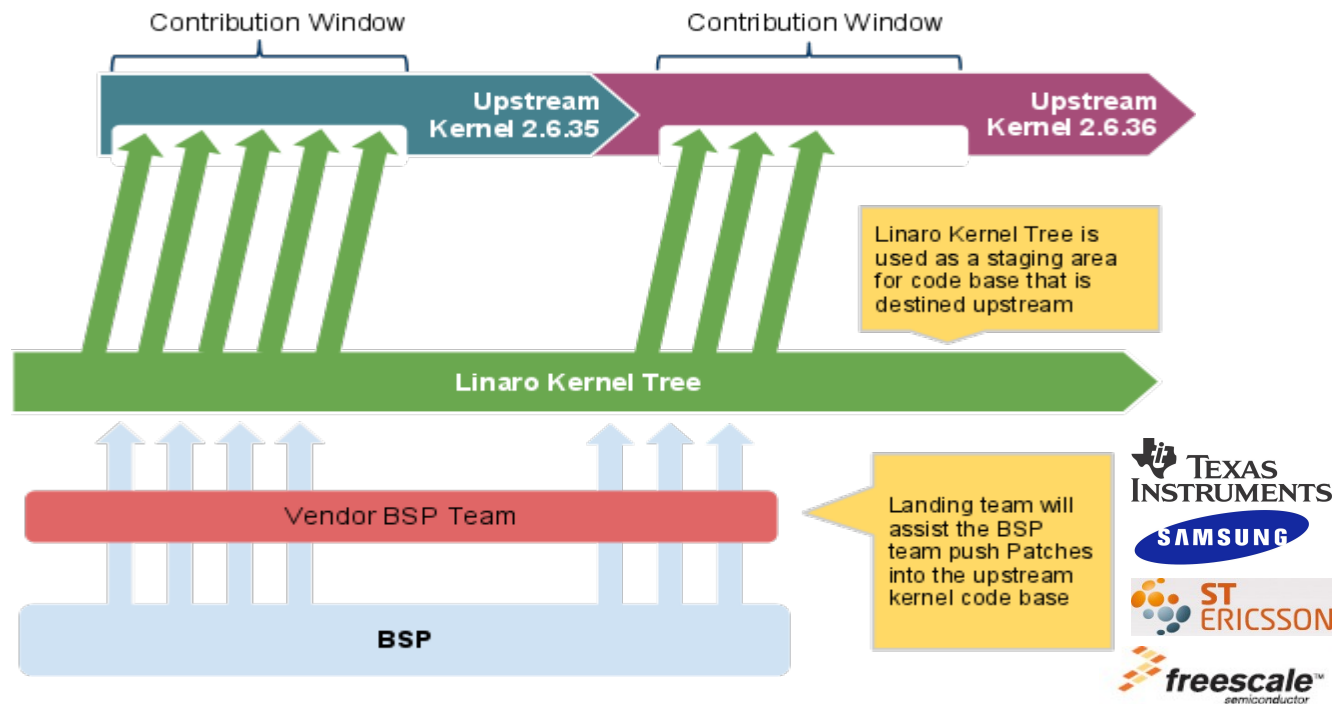 Contribution Window
Contribution Window
Upstream
Kernel 2.6.35
Upstream
Kernel 2.6.36
Linaro Kernel Tree is
used as a staging area
for code base that is
destined upstream
Linaro Kernel Tree
Vendor BSP Team
Landing team will
assist the BSP
team push Patches
into the upstream
kernel code base
BSP
ti
TEXAS
INSTRUMENTS
SAMSUNG
ST
ERICSSON
freescale™
semiconductor